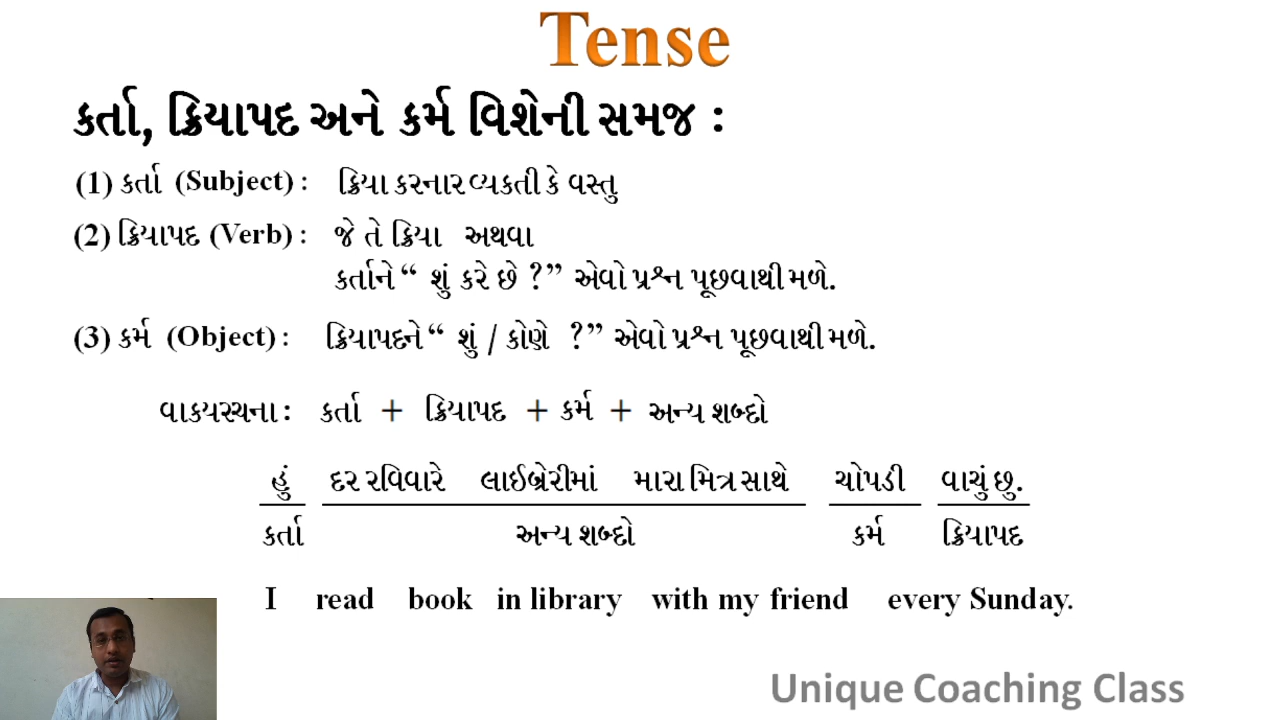 Tense
કર્તા, ક્રિયાપદ અને કર્મ વિશેની સમજ :
(1) કર્તા (Subject) : ક્રિયા કરનાર વ્યકતી કે વસ્તુ
(2) ક્રિયાપદ (Verb) : જે તે ક્રિયા અથવા
કર્તાને “ શું કરે છે ?” એવો પ્રશ્ન પૂછવાથી મળે.
(3) કર્મ (Object) : ક્રિયાપદને “ શું / કોણે ?” એવો પ્રશ્ન પૂછવાથી મળે.
વાકયરચના : કર્તા + ક્રિયાપદ + કર્મ + અન્ય શબ્દો
હું દર રવિવારે લાઈબ્રેરીમાં મારા મિત્ર સાથે ચોપડી વાચું છુ.
કર્તા અન્ય શબ્દો કર્મ ક્રિયાપદ
I read book in library with my friend every Sunday.
Unique Coaching Class